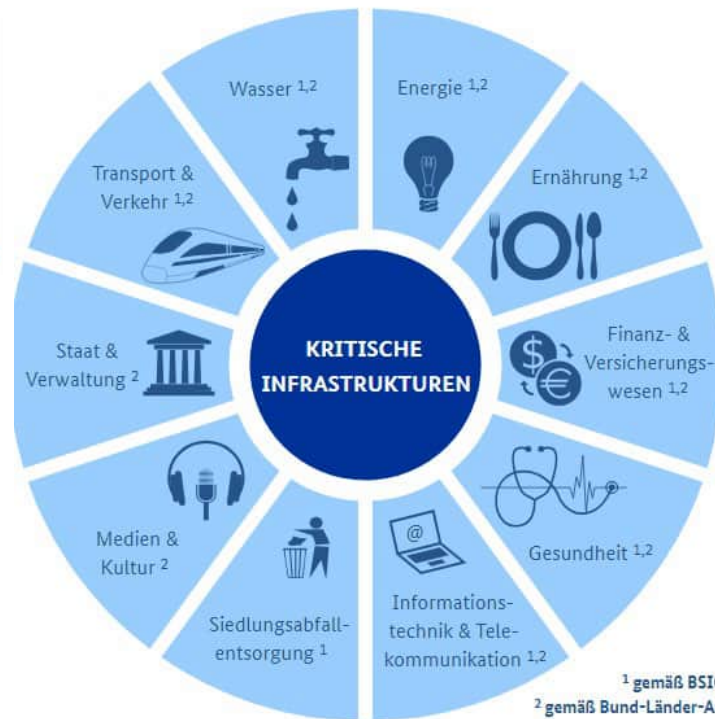 Wasser ¹,²
Energie ¹,²
Ernährung ¹,²
Finanz- &
Versicherungs-
wesen ¹,²
Gesundheit ¹,²
Informations-
technik & Tele-
kommunikation ¹,²
Siedlungsabfall-
entsorgung ¹
Medien &
Kultur ²
Staat &
Verwaltung ²
Transport &
Verkehr ¹,²
KRITISCHE
INFRASTRUKTUREN
$
€
@
¹ gemäß BSI
² gemäß Bund-Länder-A